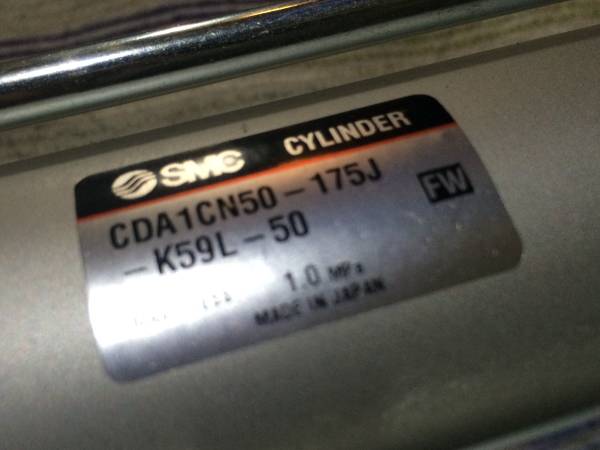 SMC CYLINDER
CDA1CN50-175J
-K59L-50
FW
1.0 MPa
MADE IN JAPAN